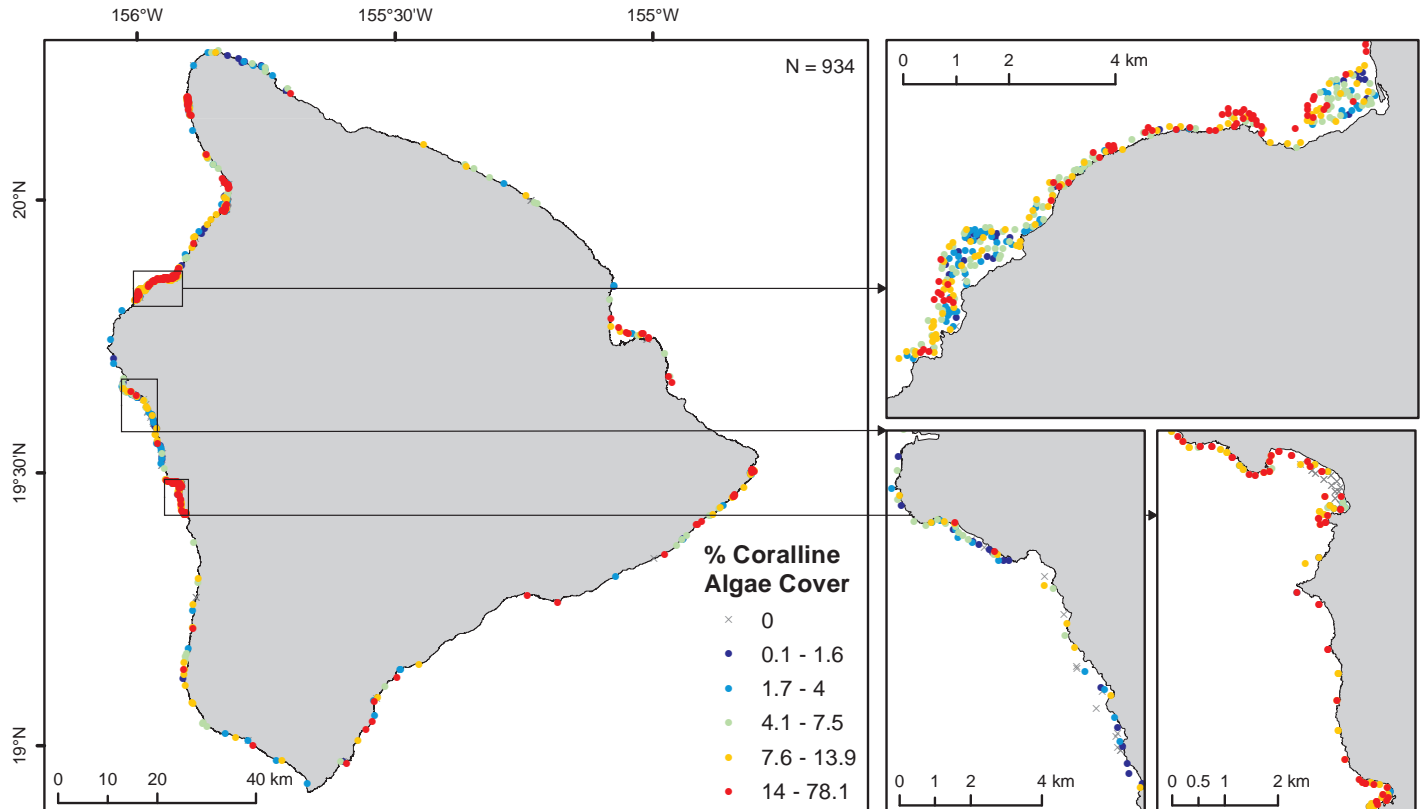 156°W
155°30'W
155°W
N = 934
20°N
19°30'N
19°N
% Coralline
Algae Cover
0
0.1 - 1.6
1.7 - 4
4.1 - 7.5
7.6 - 13.9
14 - 78.1
0 10 20 40 km
0 1 2 4 km
0 1 2 4 km
0 0.5 1 2 km